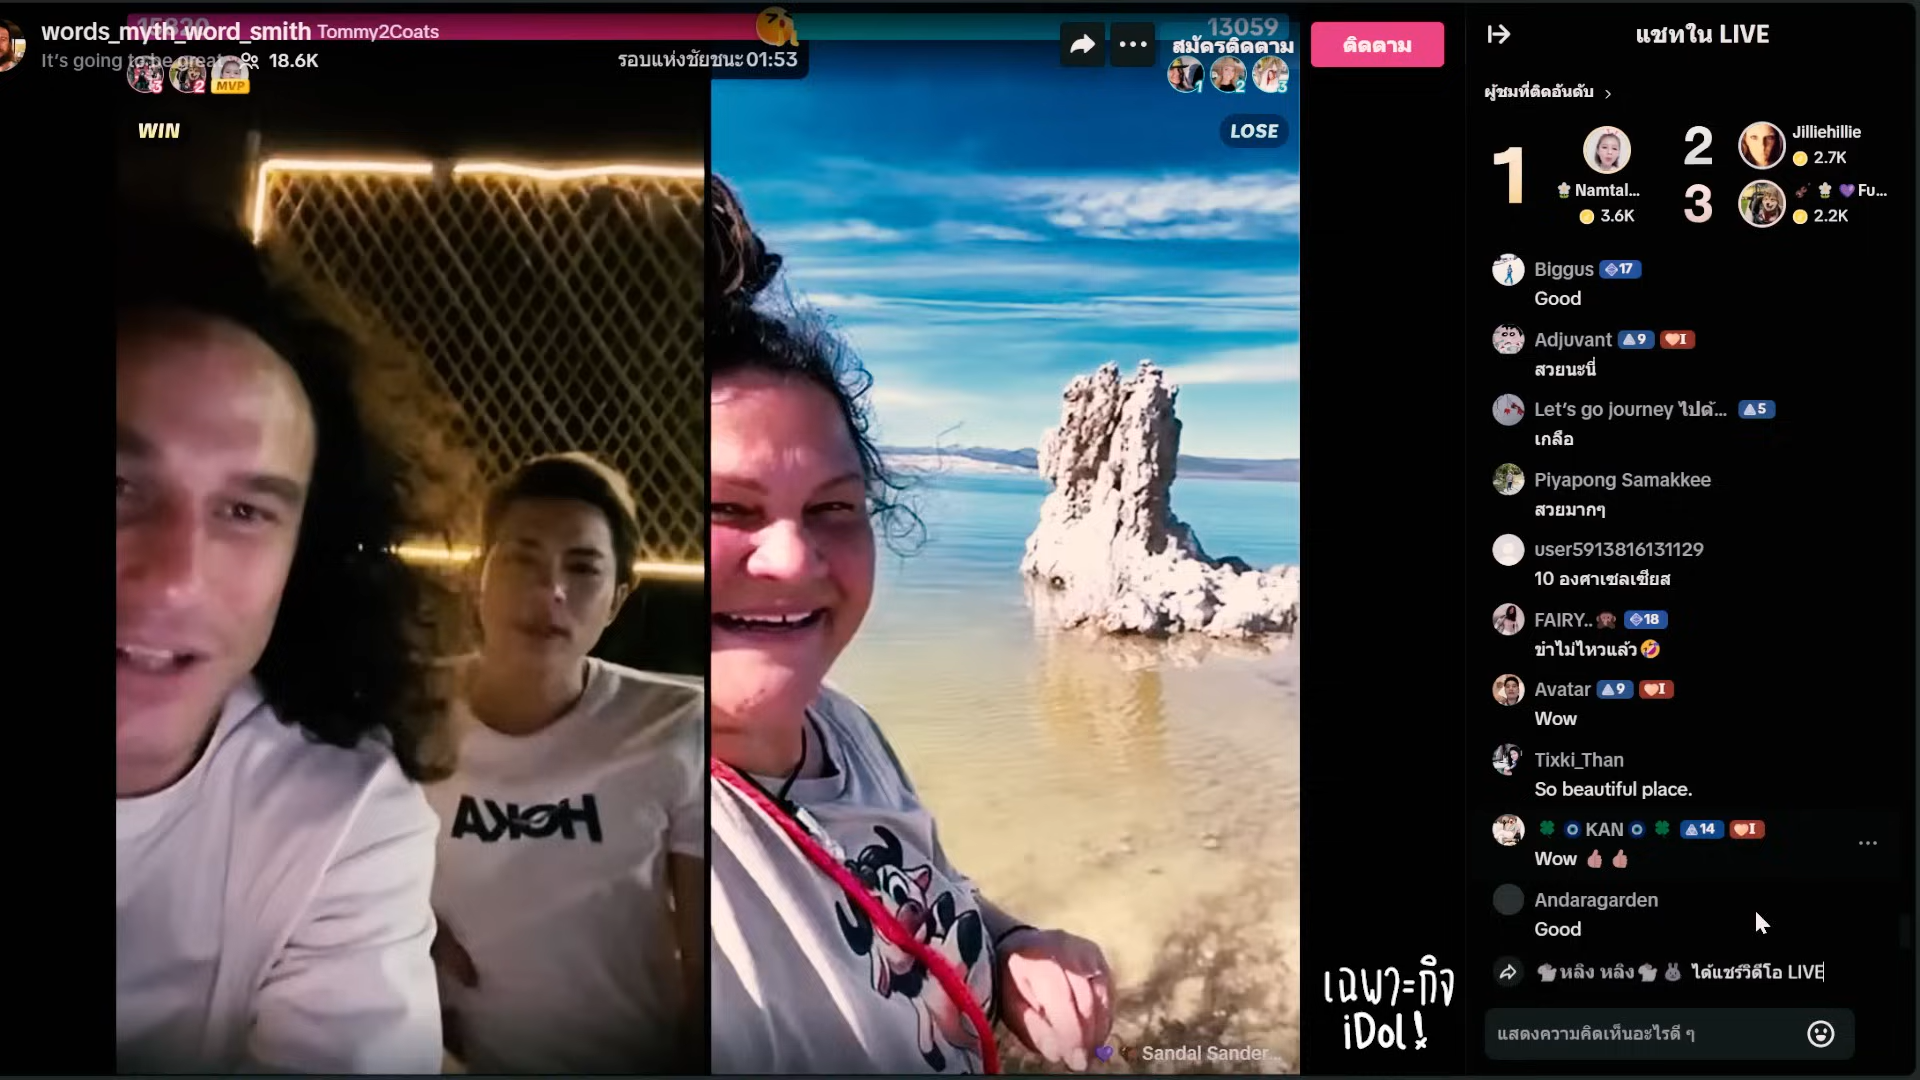 words_myth_word_smith Tommy2Coats
It's going to be great 18.6K
15820
รอบแห่งชัยชนะ 01:53
13059
สมัครติดตาม
ติดตาม
3 2 MVP
1 2 3
WIN
LOSE
AKOH
Sandal Sander...
เฉพาะกิจ
iDol!
แชทใน LIVE
ผู้ชมที่ติดอันดับ
1 Namtal... 3.6K
2 Jilliehillie 2.7K
3 Fu... 2.2K
Biggus 17
Good
Adjuvant 9 I
สวยนะนี่
Let's go journey ไปด้... 5
เกลือ
Piyapong Samakkee
สวยมากๆ
user5913816131129
10 องศาเซลเซียส
FAIRY.. 18
ข่าไม่ไหวแล้ว🤣
Avatar 9 I
Wow
Tixki_Than
So beautiful place.
🍀 🧿 KAN 🧿 🍀 14 I
Wow 👍 👍
Andaragarden
Good
หลิง หลิง ได้แชร์วิดีโอ LIVE
แสดงความคิดเห็นอะไรดี ๆ